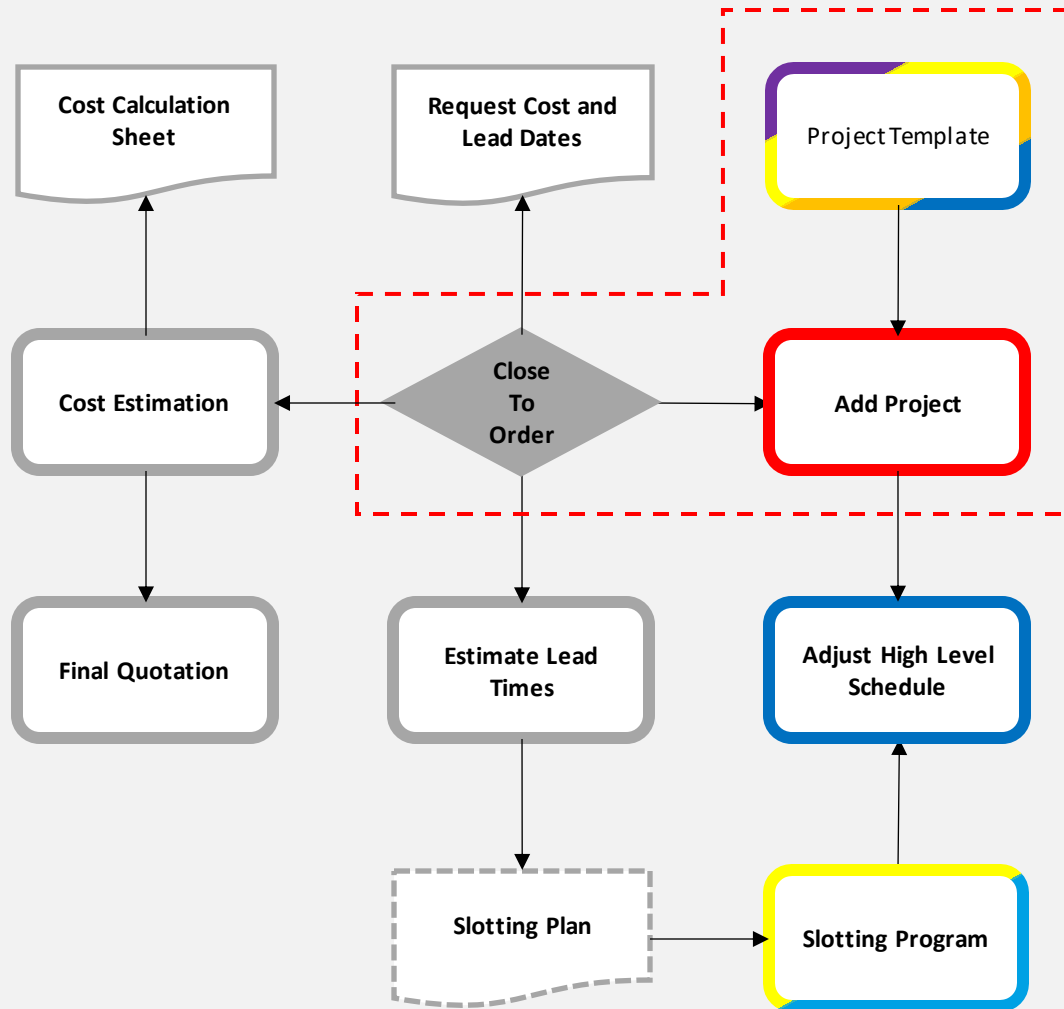 Cost Calculation
Sheet
Request Cost and
Lead Dates
Project Template
Cost Estimation
Close
To
Order
Add Project
Final Quotation
Estimate Lead
Times
Adjust High Level
Schedule
Slotting Plan
Slotting Program